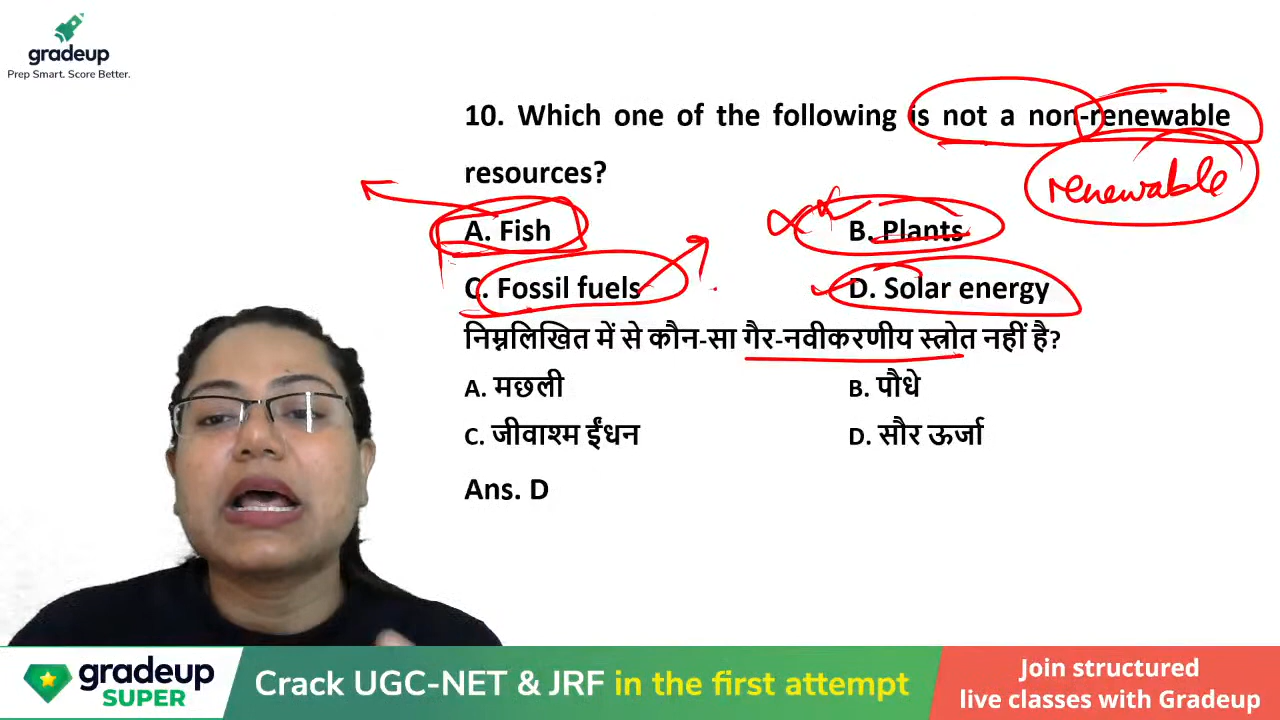 gradeup
Prep Smart. Score Better.
10. Which one of the following is not a non-renewable
resources?
renewable
A. Fish
B. Plants
C. Fossil fuels
D. Solar energy
निम्नलिखित में से कौन-सा गैर-नवीकरणीय स्त्रोत नहीं है?
A. मछली
B. पौधे
C. जीवाश्म ईंधन
D. सौर ऊर्जा
Ans. D
gradeup
SUPER
Crack UGC-NET & JRF in the first attempt
Join structured
live classes with Gradeup